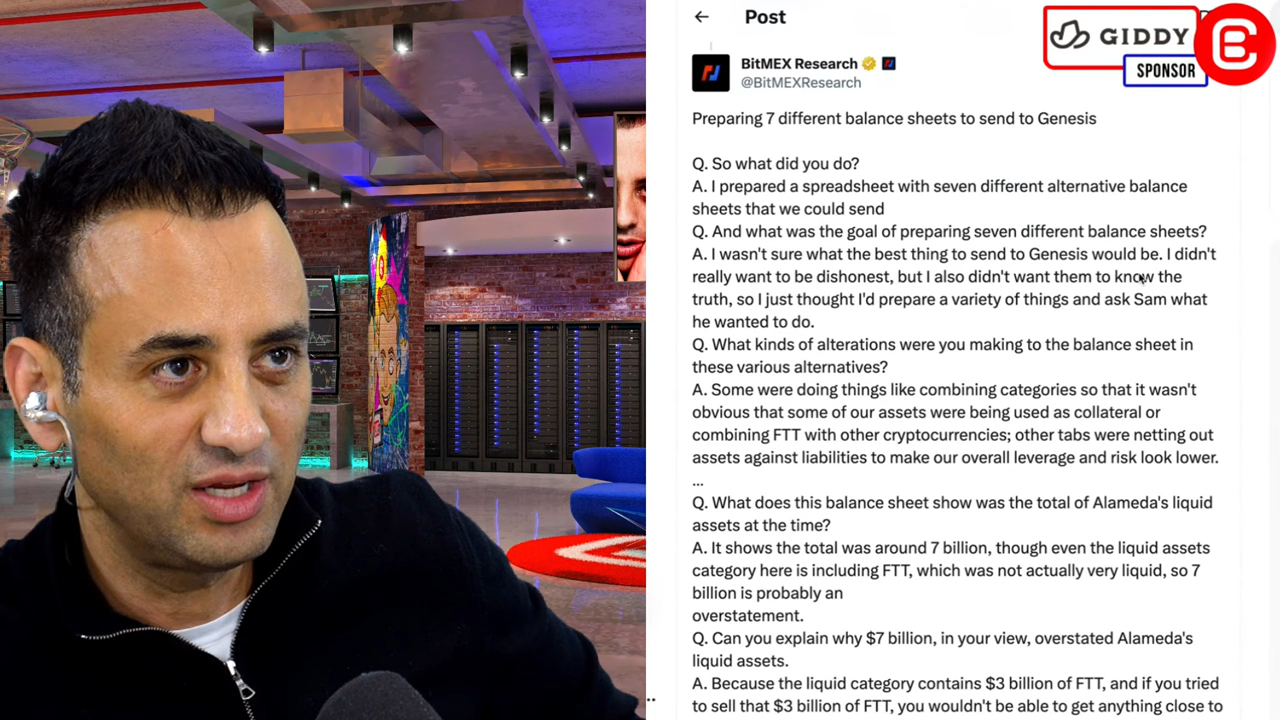 Post
GIDDY
SPONSOR
BitMEX Research
@BitMEXResearch
Preparing 7 different balance sheets to send to Genesis
Q. So what did you do?
A. I prepared a spreadsheet with seven different alternative balance
sheets that we could send
Q. And what was the goal of preparing seven different balance sheets?
A. I wasn't sure what the best thing to send to Genesis would be. I didn't
really want to be dishonest, but I also didn't want them to know the
truth, so I just thought I'd prepare a variety of things and ask Sam what
he wanted to do.
Q. What kinds of alterations were you making to the balance sheet in
these various alternatives?
A. Some were doing things like combining categories so that it wasn't
obvious that some of our assets were being used as collateral or
combining FTT with other cryptocurrencies; other tabs were netting out
assets against liabilities to make our overall leverage and risk look lower.
...
Q. What does this balance sheet show was the total of Alameda's liquid
assets at the time?
A. It shows the total was around 7 billion, though even the liquid assets
category here is including FTT, which was not actually very liquid, so 7
billion is probably an
overstatement.
Q. Can you explain why $7 billion, in your view, overstated Alameda's
liquid assets.
A. Because the liquid category contains $3 billion of FTT, and if you tried
to sell that $3 billion of FTT, you wouldn't be able to get anything close to